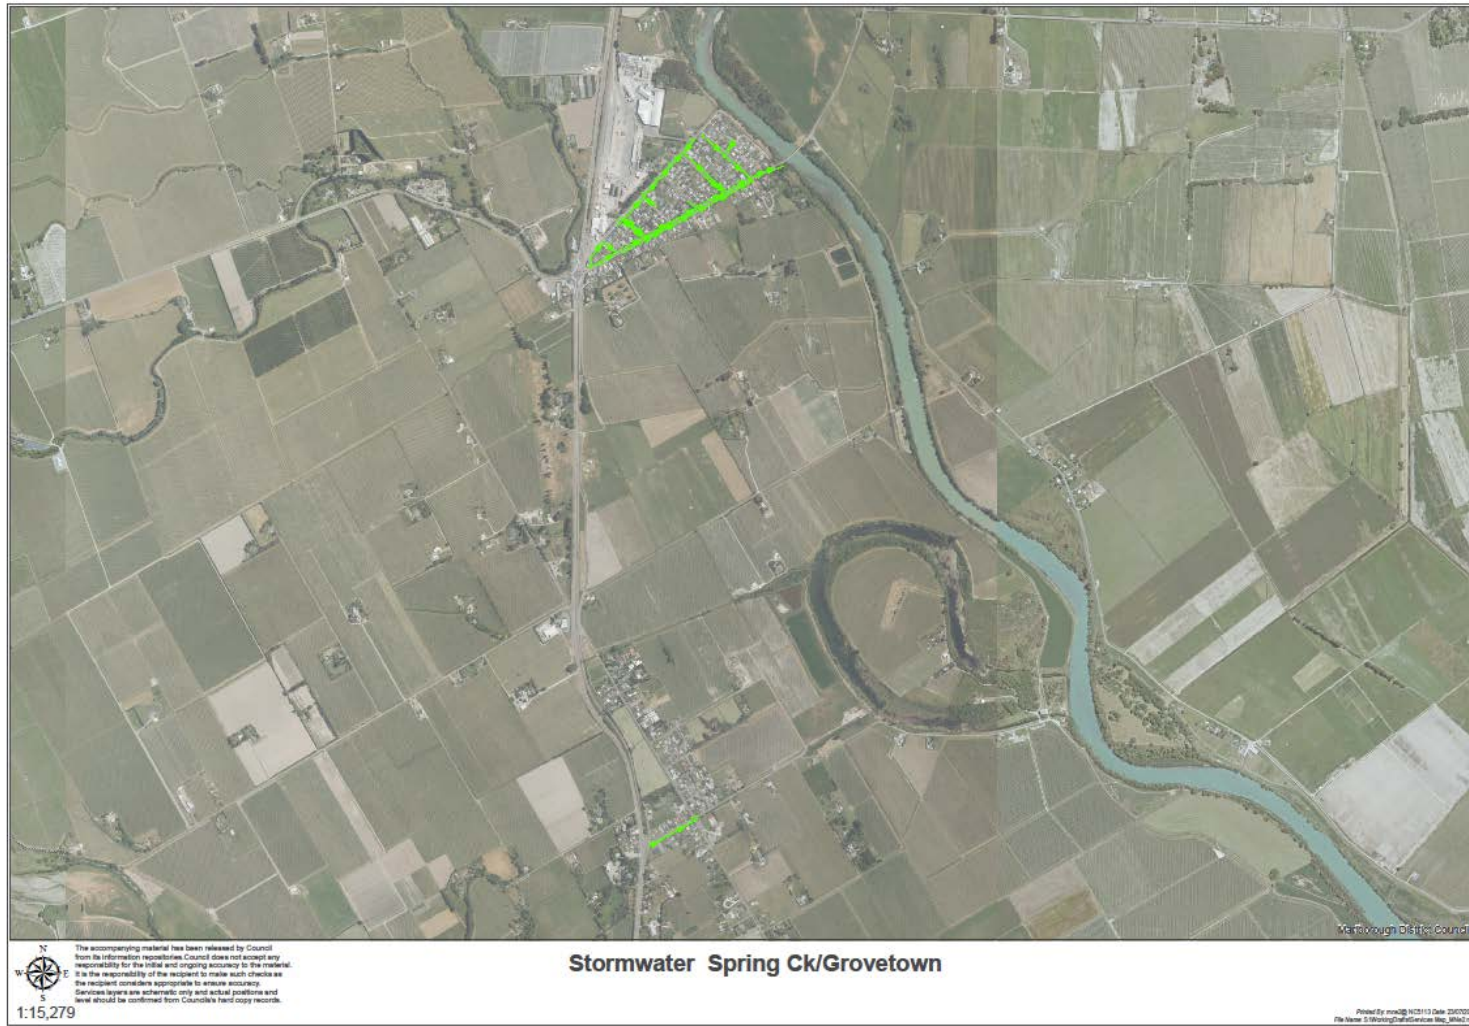 Marlborough District Council
N
W E
S
The accompanying material has been released by Council
from its information repositories.Council does not accept any
responsibility for the initial and ongoing accuracy to the material.
It is the responsibility of the recipient to make such checks as
the recipient considers appropriate to ensure accuracy.
Services layers are schematic only and actual positions and
level should be confirmed from Council's hard copy records.
1:15,279
Stormwater Spring Ck/Grovetown
Printed By: Date:
File Name: